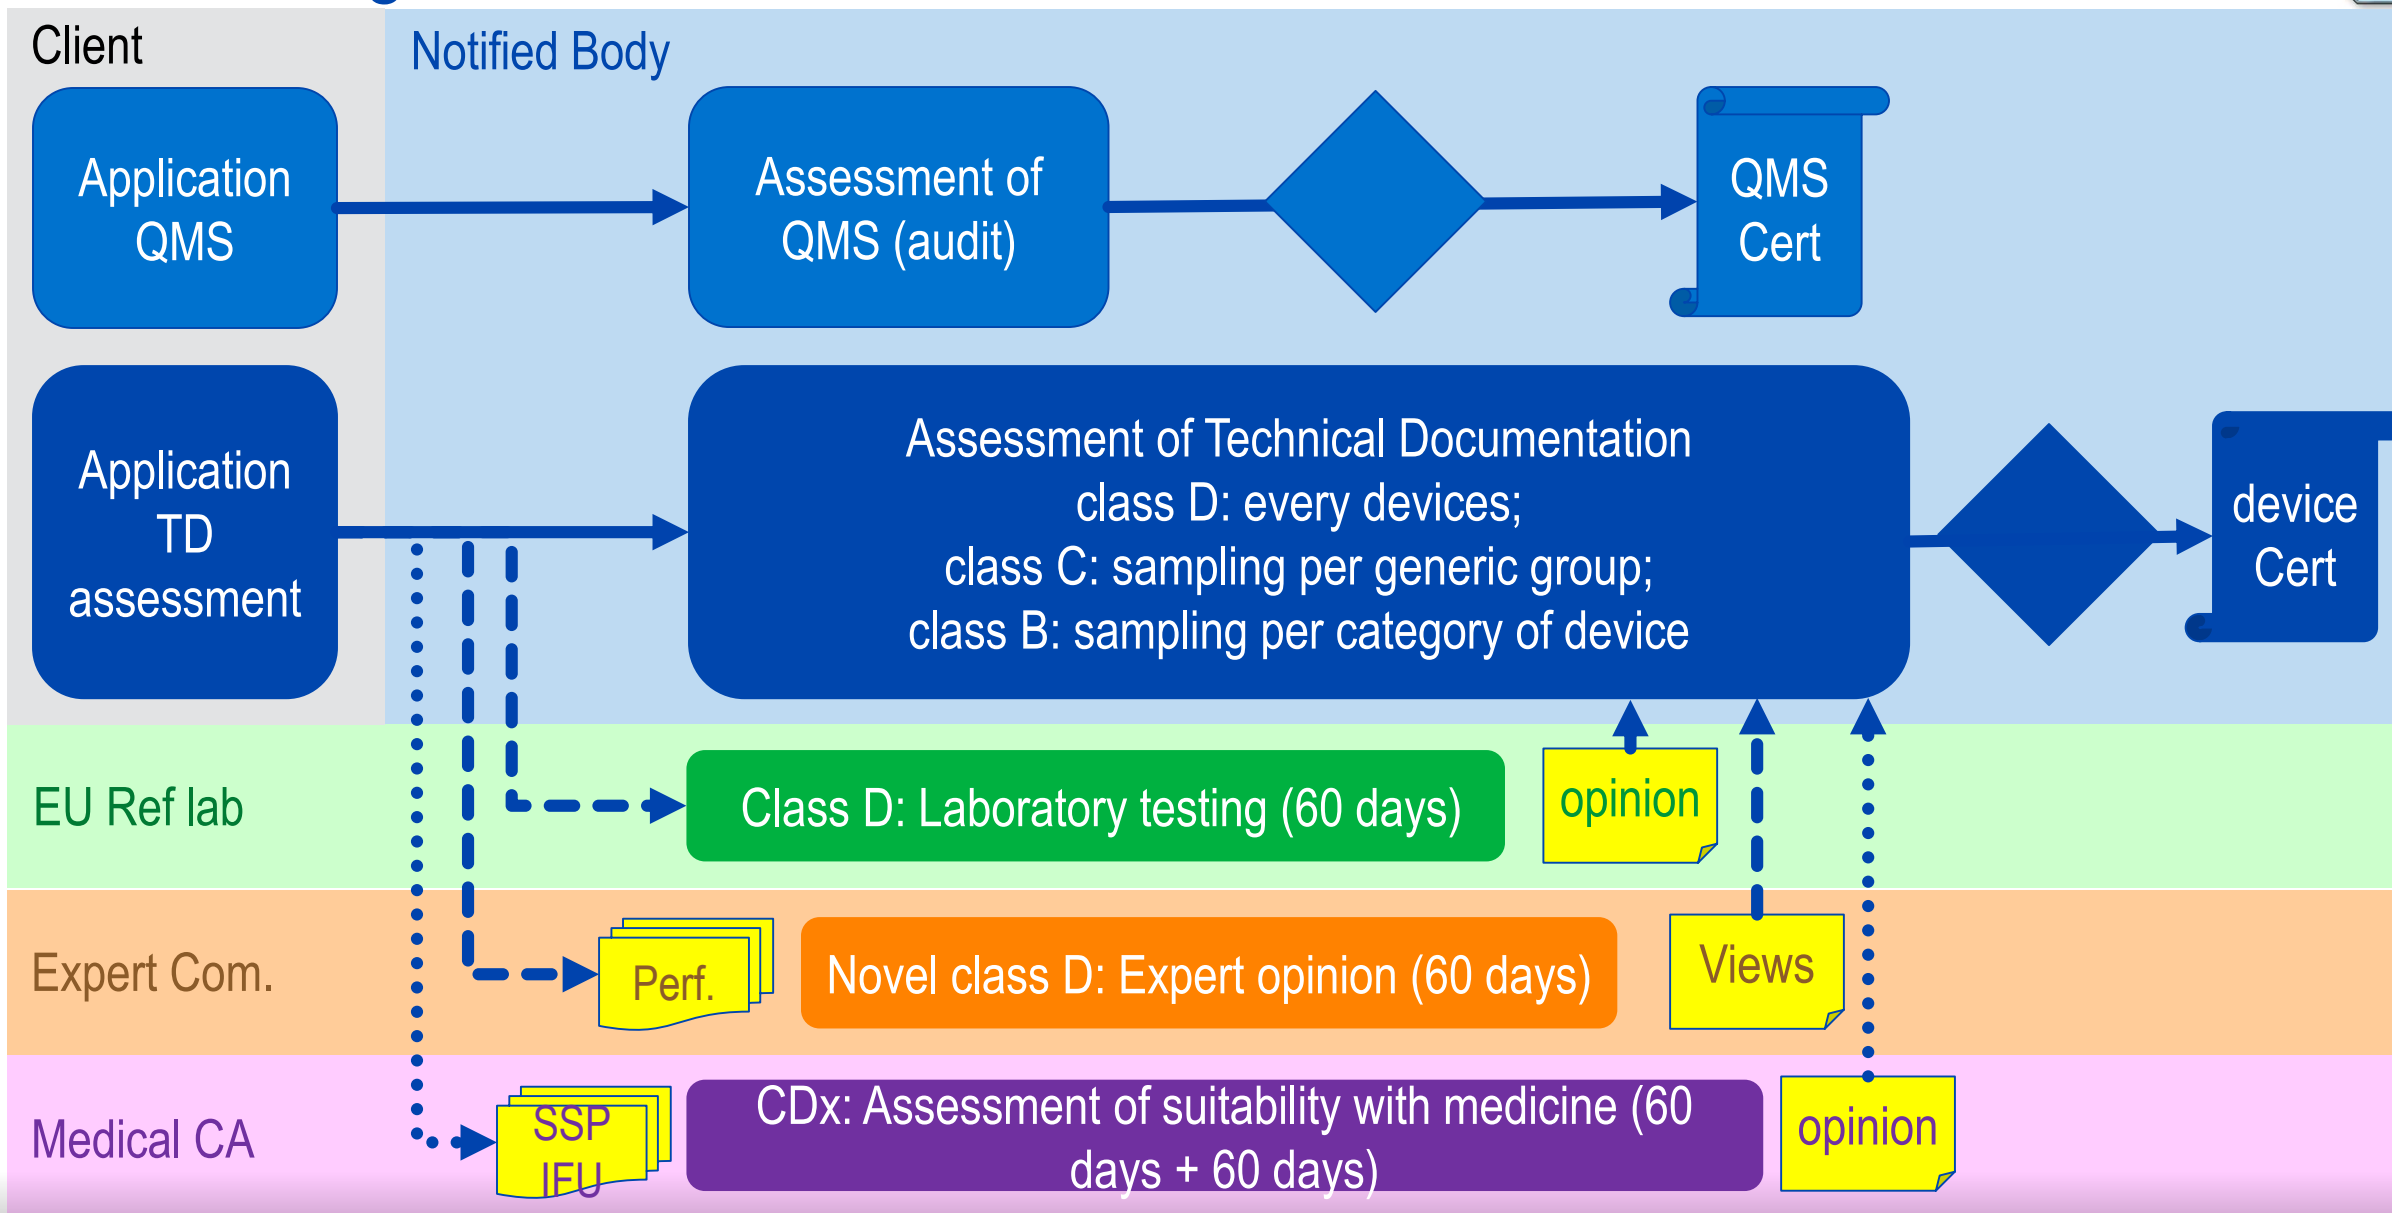 Client
Notified Body
Application
QMS
Assessment of
QMS (audit)
QMS
Cert
Application
TD
assessment
Assessment of Technical Documentation
class D: every devices;
class C: sampling per generic group;
class B: sampling per category of device
device
Cert
EU Ref lab
Class D: Laboratory testing (60 days)
opinion
Expert Com.
Perf.
Novel class D: Expert opinion (60 days)
Views
Medical CA
SSP
IFU
CDx: Assessment of suitability with medicine (60
days + 60 days)
opinion